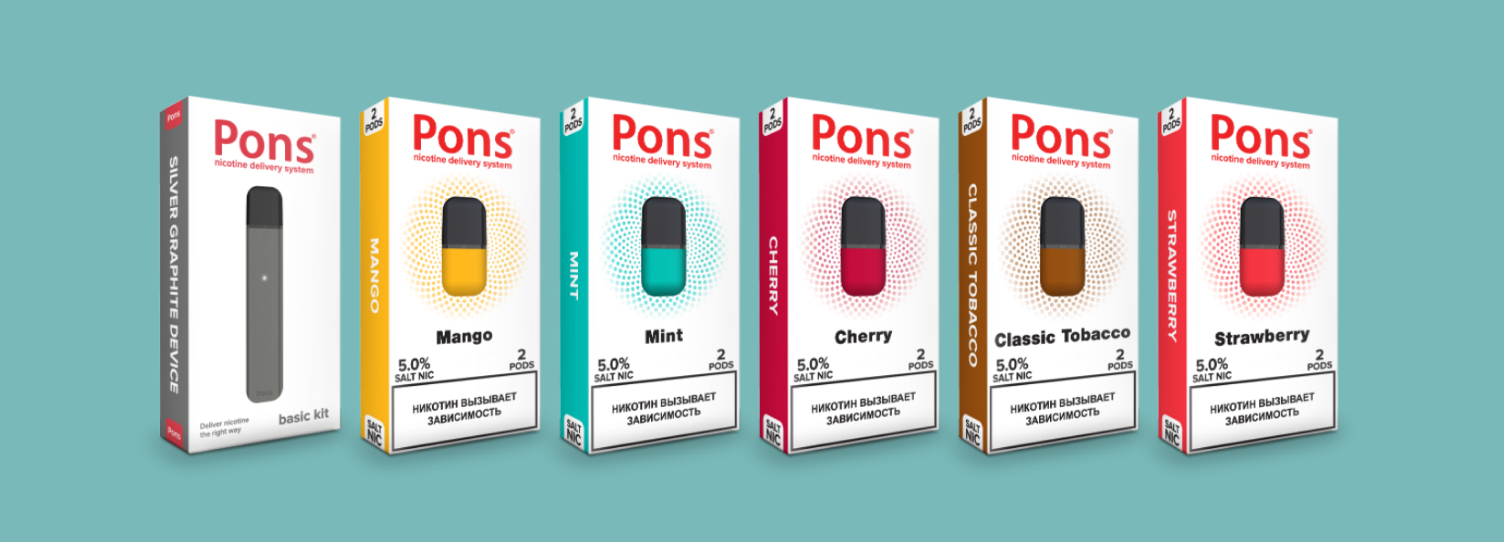 Pons
SILVER GRAPHITE DEVICE
Pons
Pons®
nicotine delivery system
Deliver nicotine
the right way
basic kit
2
PODS
MANGO
SALT
NIC
Pons®
nicotine delivery system
Mango
5.0%
SALT NIC
2
PODS
НИКОТИН ВЫЗЫВАЕТ
ЗАВИСИМОСТЬ
2
PODS
MINT
SALT
NIC
Pons®
nicotine delivery system
Mint
5.0%
SALT NIC
2
PODS
НИКОТИН ВЫЗЫВАЕТ
ЗАВИСИМОСТЬ
2
PODS
CHERRY
SALT
NIC
Pons®
nicotine delivery system
Cherry
5.0%
SALT NIC
2
PODS
НИКОТИН ВЫЗЫВАЕТ
ЗАВИСИМОСТЬ
2
PODS
CLASSIC TOBACCO
SALT
NIC
Pons®
nicotine delivery system
Classic Tobacco
5.0%
SALT NIC
2
PODS
НИКОТИН ВЫЗЫВАЕТ
ЗАВИСИМОСТЬ
2
PODS
STRAWBERRY
SALT
NIC
Pons®
nicotine delivery system
Strawberry
5.0%
SALT NIC
2
PODS
НИКОТИН ВЫЗЫВАЕТ
ЗАВИСИМОСТЬ